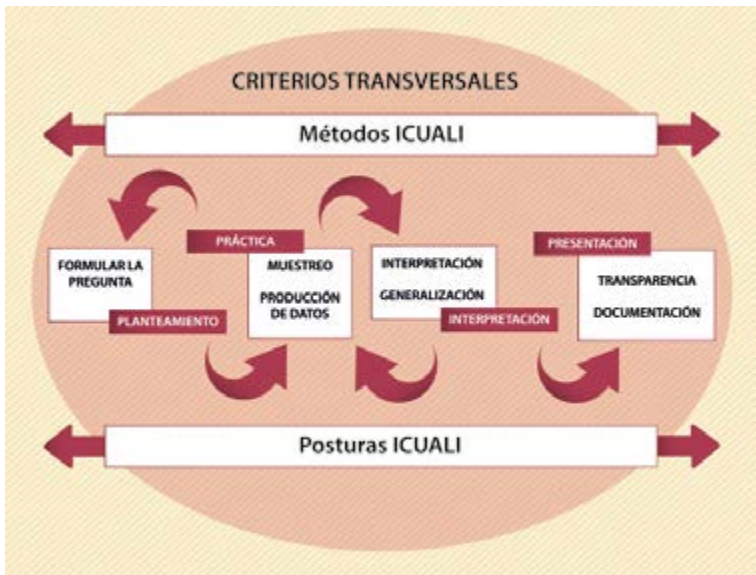 CRITERIOS TRANSVERSALES
Métodos ICUALI
FORMULAR LA
PREGUNTA
PLANTEAMIENTO
PRÁCTICA
MUESTREO
PRODUCCIÓN
DE DATOS
INTERPRETACIÓN
GENERALIZACIÓN
INTERPRETACIÓN
PRESENTACIÓN
TRANSPARENCIA
DOCUMENTACIÓN
Posturas ICUALI